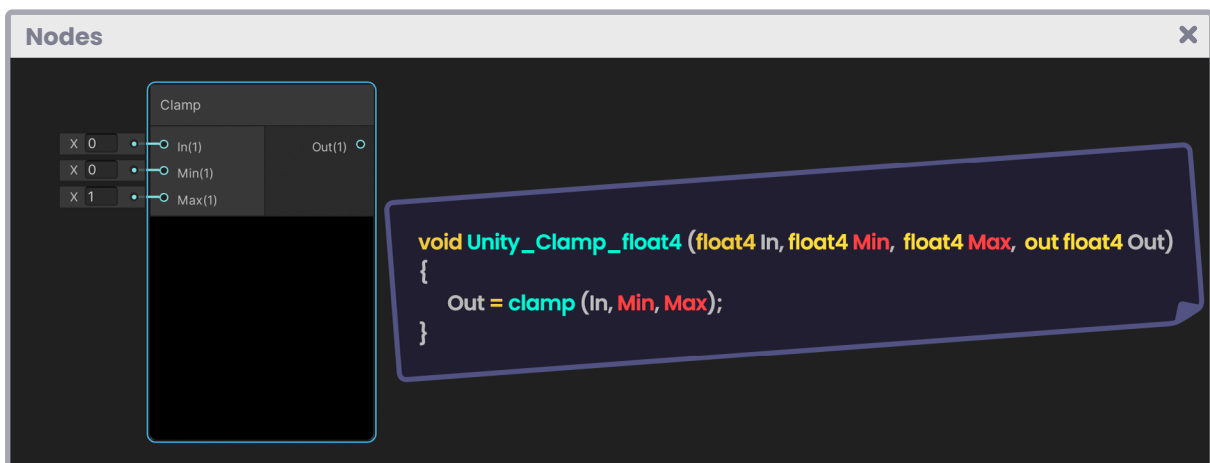 Nodes
Clamp
X 0
In(1)
Out(1)
X 0
Min(1)
X 1
Max(1)
void Unity_Clamp_float4 (float4 In, float4 Min, float4 Max, out float4 Out)
{
Out = clamp (In, Min, Max);
}